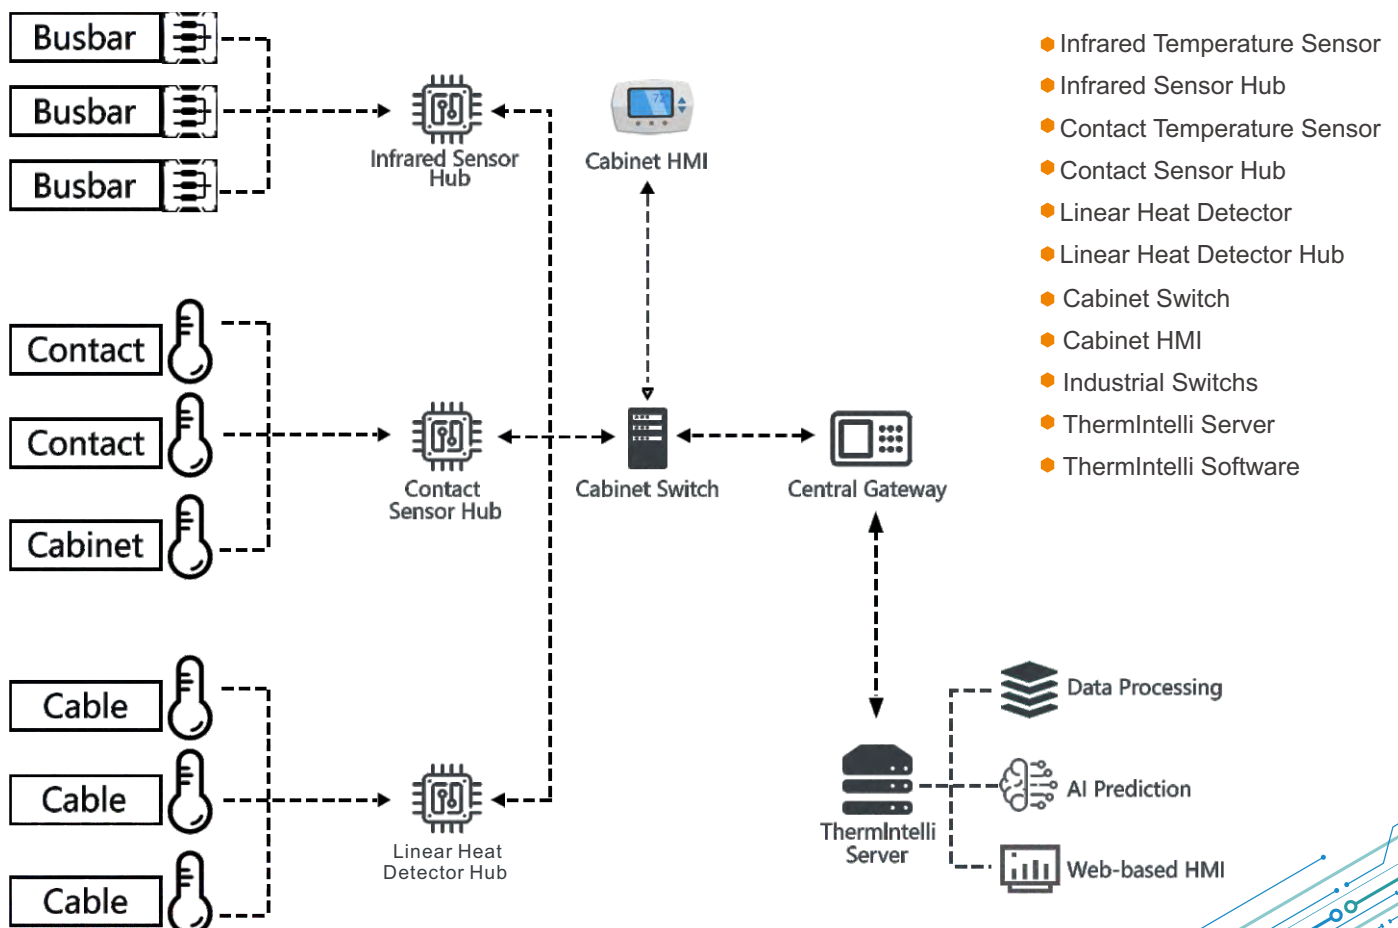 Busbar
Busbar
Busbar
Infrared Sensor
Hub
72°
Cabinet HMI
Contact
Contact
Cabinet
Contact
Sensor Hub
Cabinet Switch
Central Gateway
Cable
Cable
Cable
Linear Heat
Detector Hub
ThermIntelli
Server
Data Processing
AI Prediction
Web-based HMI
Infrared Temperature Sensor
Infrared Sensor Hub
Contact Temperature Sensor
Contact Sensor Hub
Linear Heat Detector
Linear Heat Detector Hub
Cabinet Switch
Cabinet HMI
Industrial Switchs
ThermIntelli Server
ThermIntelli Software